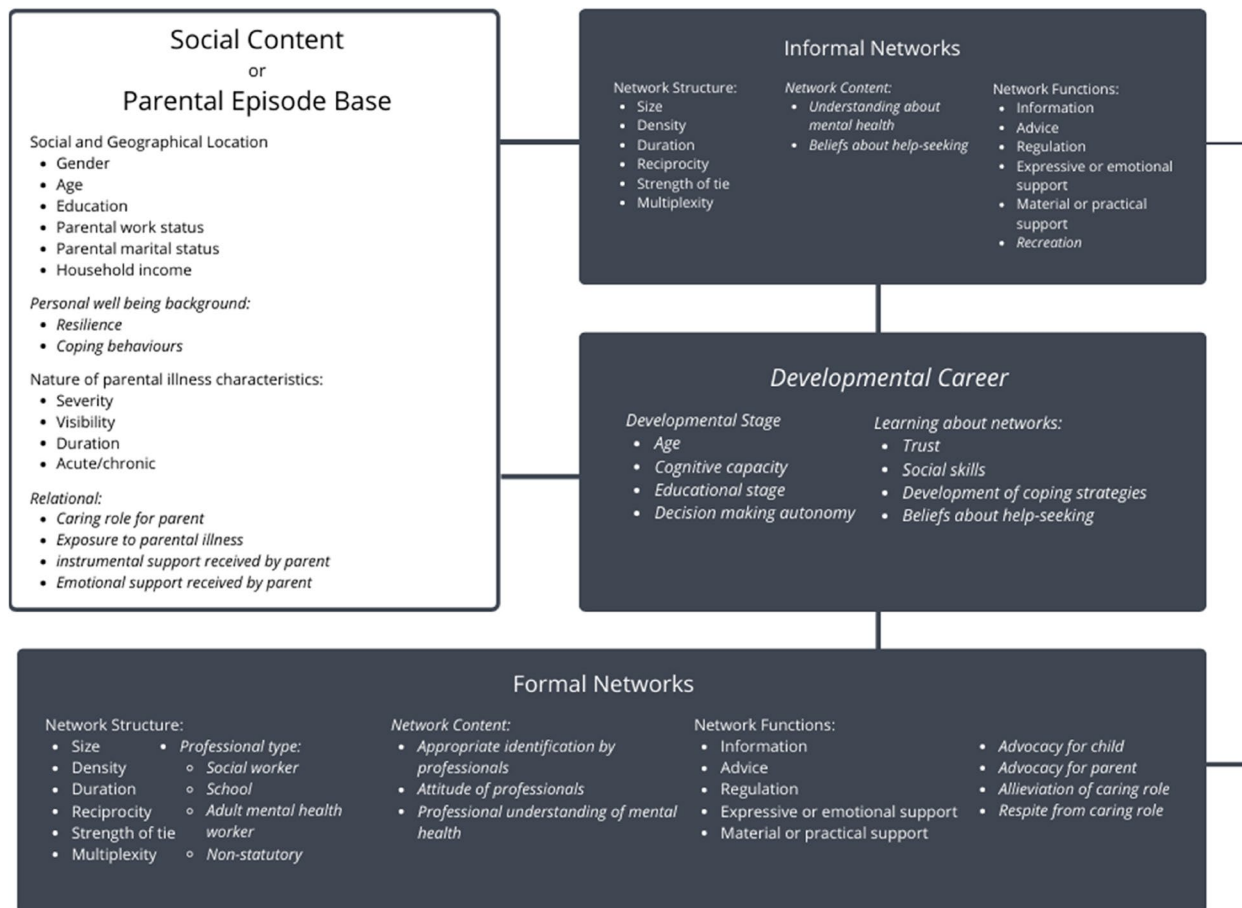 Social Content
or
Parental Episode Base
Social and Geographical Location
• Gender
• Age
• Education
• Parental work status
• Parental marital status
• Household income
Personal well being background:
• Resilience
• Coping behaviours
Nature of parental illness characteristics:
• Severity
• Visibility
• Duration
• Acute/chronic
Relational:
• Caring role for parent
• Exposure to parental illness
• instrumental support received by parent
• Emotional support received by parent
Informal Networks
Network Structure:
• Size
• Density
• Duration
• Reciprocity
• Strength of tie
• Multiplexity
Network Content:
• Understanding about
mental health
• Beliefs about help-seeking
Network Functions:
• Information
• Advice
• Regulation
• Expressive or emotional
support
• Material or practical
support
• Recreation
Developmental Career
Developmental Stage
• Age
• Cognitive capacity
• Educational stage
• Decision making autonomy
Learning about networks:
• Trust
• Social skills
• Development of coping strategies
• Beliefs about help-seeking
Formal Networks
Network Structure:
• Size
• Density
• Duration
• Reciprocity
• Strength of tie
• Multiplexity
• Professional type:
○ Social worker
○ School
○ Adult mental health
worker
○ Non-statutory
Network Content:
• Appropriate identification by
professionals
• Attitude of professionals
• Professional understanding of mental
health
Network Functions:
• Information
• Advice
• Regulation
• Expressive or emotional support
• Material or practical support
• Advocacy for child
• Advocacy for parent
• Allieviation of caring role
• Respite from caring role